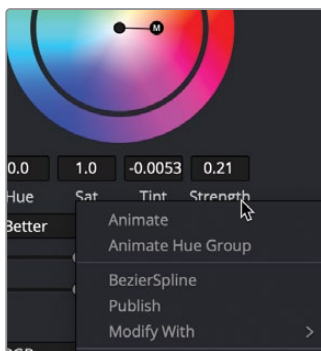 M
0.0 1.0 -0.0053 0.21
Hue Sat Tint Strength
Better
Animate
Animate Hue Group
BezierSpline
Publish
Modify With >